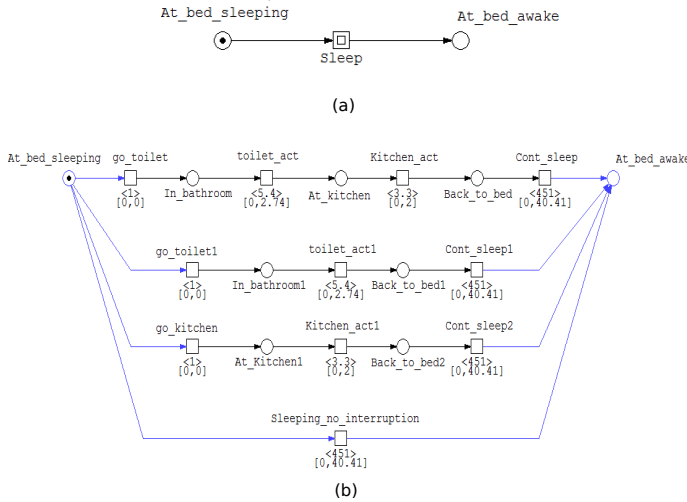 At_bed_sleeping
At_bed_awake
Sleep
(a)
At_bed_sleeping go_toilet toilet_act Kitchen_act Cont_sleep At_bed_awake
In_bathroom At_kitchen Back_to_bed
<1> <5.4> <3.3> <451>
[0,0] [0,2.74] [0,2] [0,40.41]
go_toilet1 toilet_act1 Cont_sleep1
In_bathroom1 Back_to_bed1
<1> <5.4> <451>
[0,0] [0,2.74] [0,40.41]
go_kitchen Kitchen_act1 Cont_sleep2
At_Kitchen1 Back_to_bed2
<1> <3.3> <451>
[0,0] [0,2] [0,40.41]
Sleeping_no_interruption
<451>
[0,40.41]
(b)